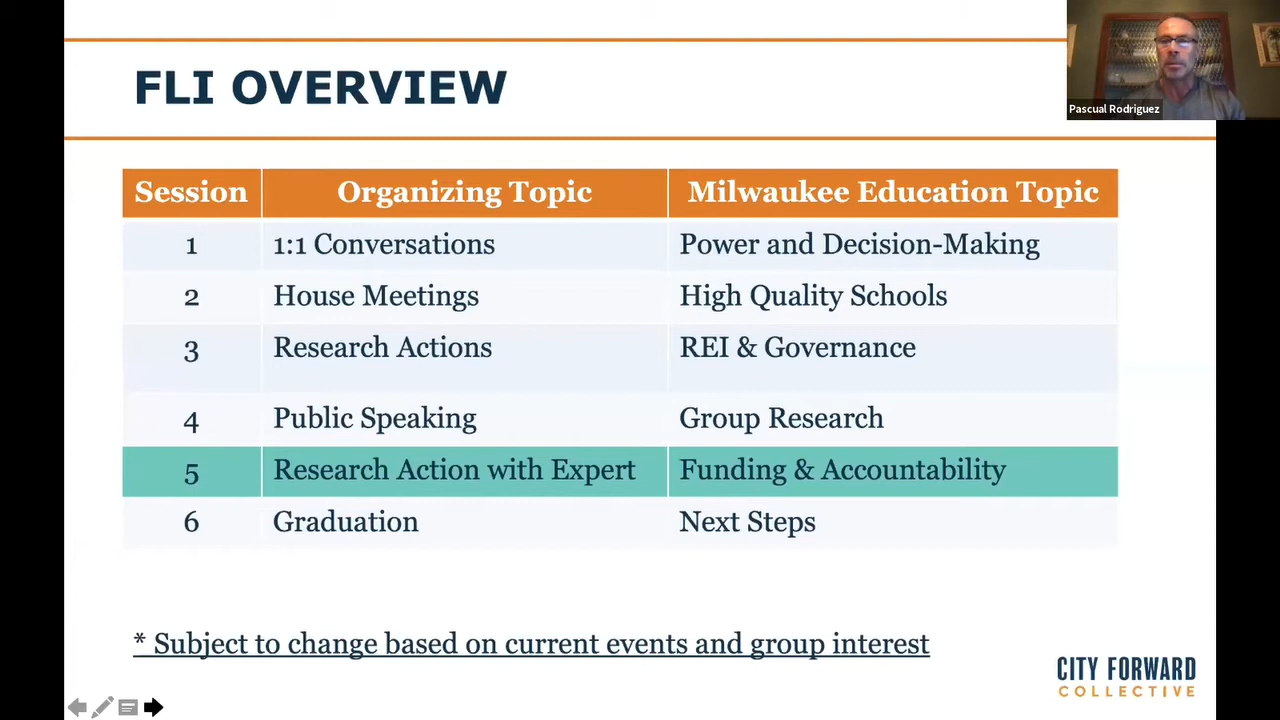 FLI OVERVIEW
Pascual Rodriguez
Session Organizing Topic Milwaukee Education Topic
1 1:1 Conversations Power and Decision-Making
2 House Meetings High Quality Schools
3 Research Actions REI & Governance
4 Public Speaking Group Research
5 Research Action with Expert Funding & Accountability
6 Graduation Next Steps
* Subject to change based on current events and group interest
CITY FORWARD
COLLECTIVE